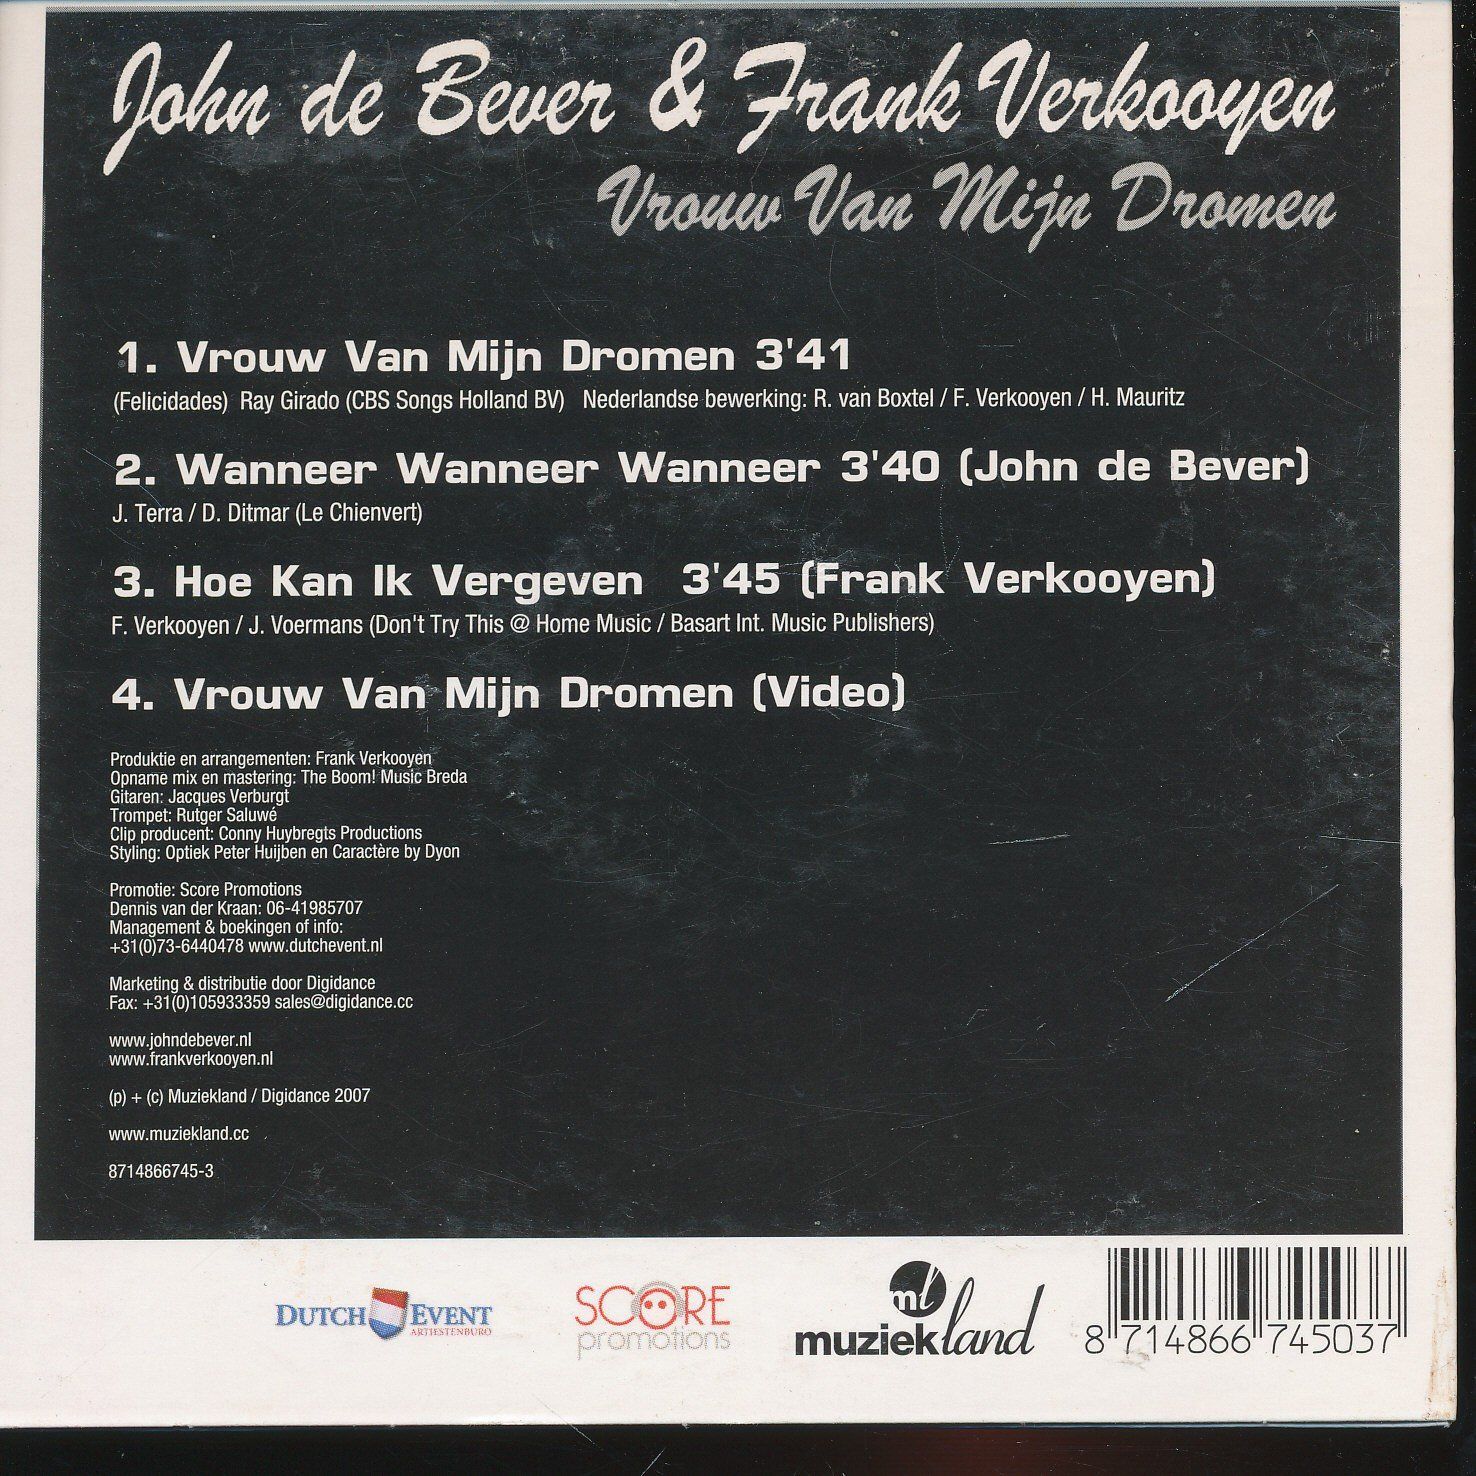 John de Bever & Frank Verkooyen
Vrouw Van Mijn Dromen
1. Vrouw Van Mijn Dromen 3'41
(Felicidades) Ray Girado (CBS Songs Holland BV) Nederlandse bewerking: R. van Boxtel / F. Verkooyen / H. Mauritz
2. Wanneer Wanneer Wanneer 3'40 (John de Bever)
J. Terra / D. Ditmar (Le Chienvert)
3. Hoe Kan Ik Vergeven 3'45 (Frank Verkooyen)
F. Verkooyen / J. Voermans (Don't Try This @ Home Music / Basart Int. Music Publishers)
4. Vrouw Van Mijn Dromen (Video)
Produktie en arrangementen: Frank Verkooyen
Opname mix en mastering: The Boom! Music Breda
Gitaren: Jacques Verburgt
Trompet: Rutger Saluwé
Clip producent: Conny Huybregts Productions
Styling: Optiek Peter Huijben en Caractère by Dyon
Promotie: Score Promotions
Dennis van der Kraan: 06-41985707
Management & boekingen of info:
+31(0)73-6440478 www.dutchevent.nl
Marketing & distributie door Digidance
Fax: +31(0)105933359 sales@digidance.cc
www.johndebever.nl
www.frankverkooyen.nl
(p) + (c) Muziekland / Digidance 2007
www.muziekland.cc
8714866745-3
DUTCH EVENT
ARTIESTENBURO
SCORE
promotions
ml
muziekland
8 714866 745037